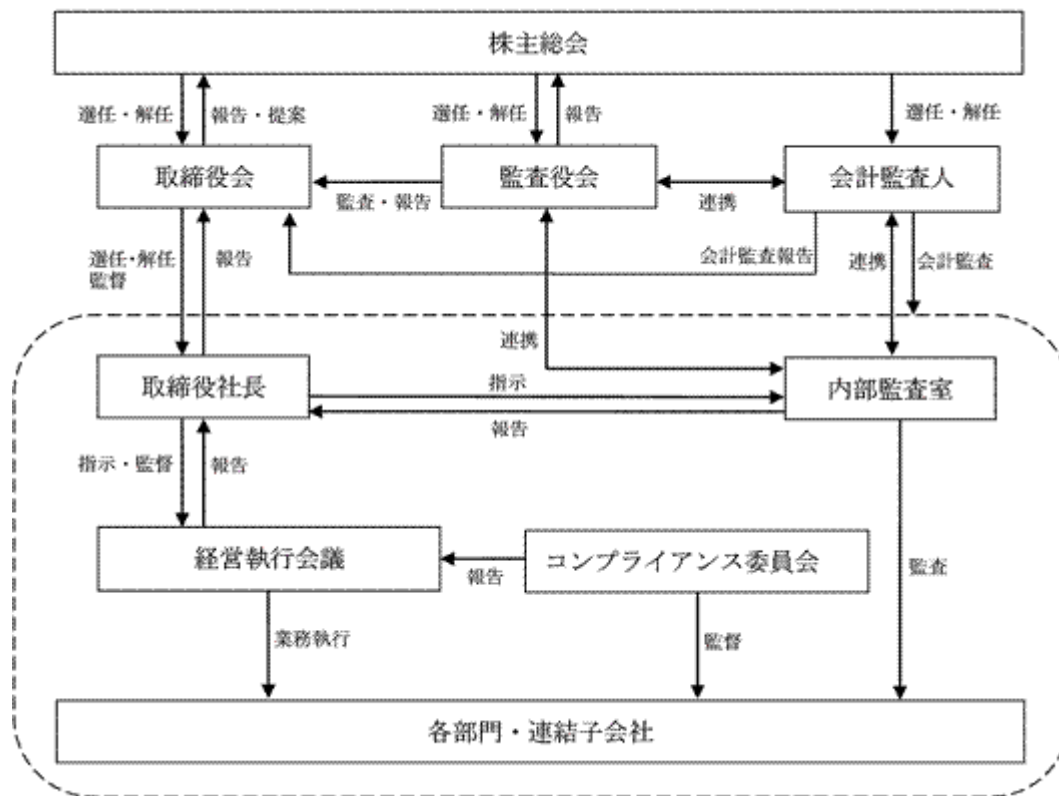 株主総会
選任・解任
報告・提案
選任・解任
報告
選任・解任
取締役会
監査役会
会計監査人
監査・報告
連携
選任・解任
監督
報告
会計監査報告
連携
会計監査
連携
取締役社長
指示
内部監査室
報告
指示・監督
報告
経営執行会議
報告
コンプライアンス委員会
監査
業務執行
監督
各部門・連結子会社